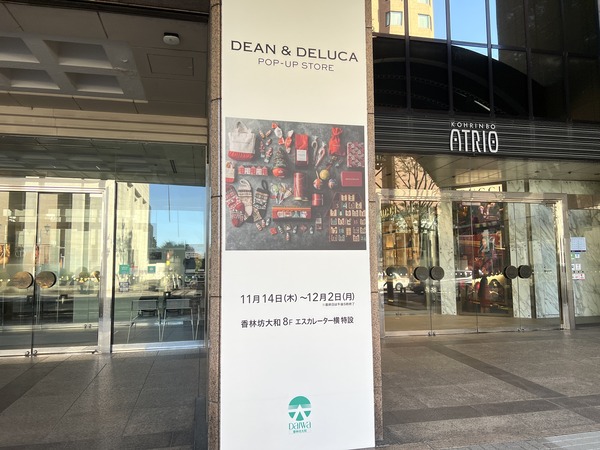 DEAN & DELUCA
POP-UP STORE
KOHRINBO
ATRIO
11月14日(木)〜12月2日(月)
香林坊大和 8F エスカレーター横 特設
DAIWA